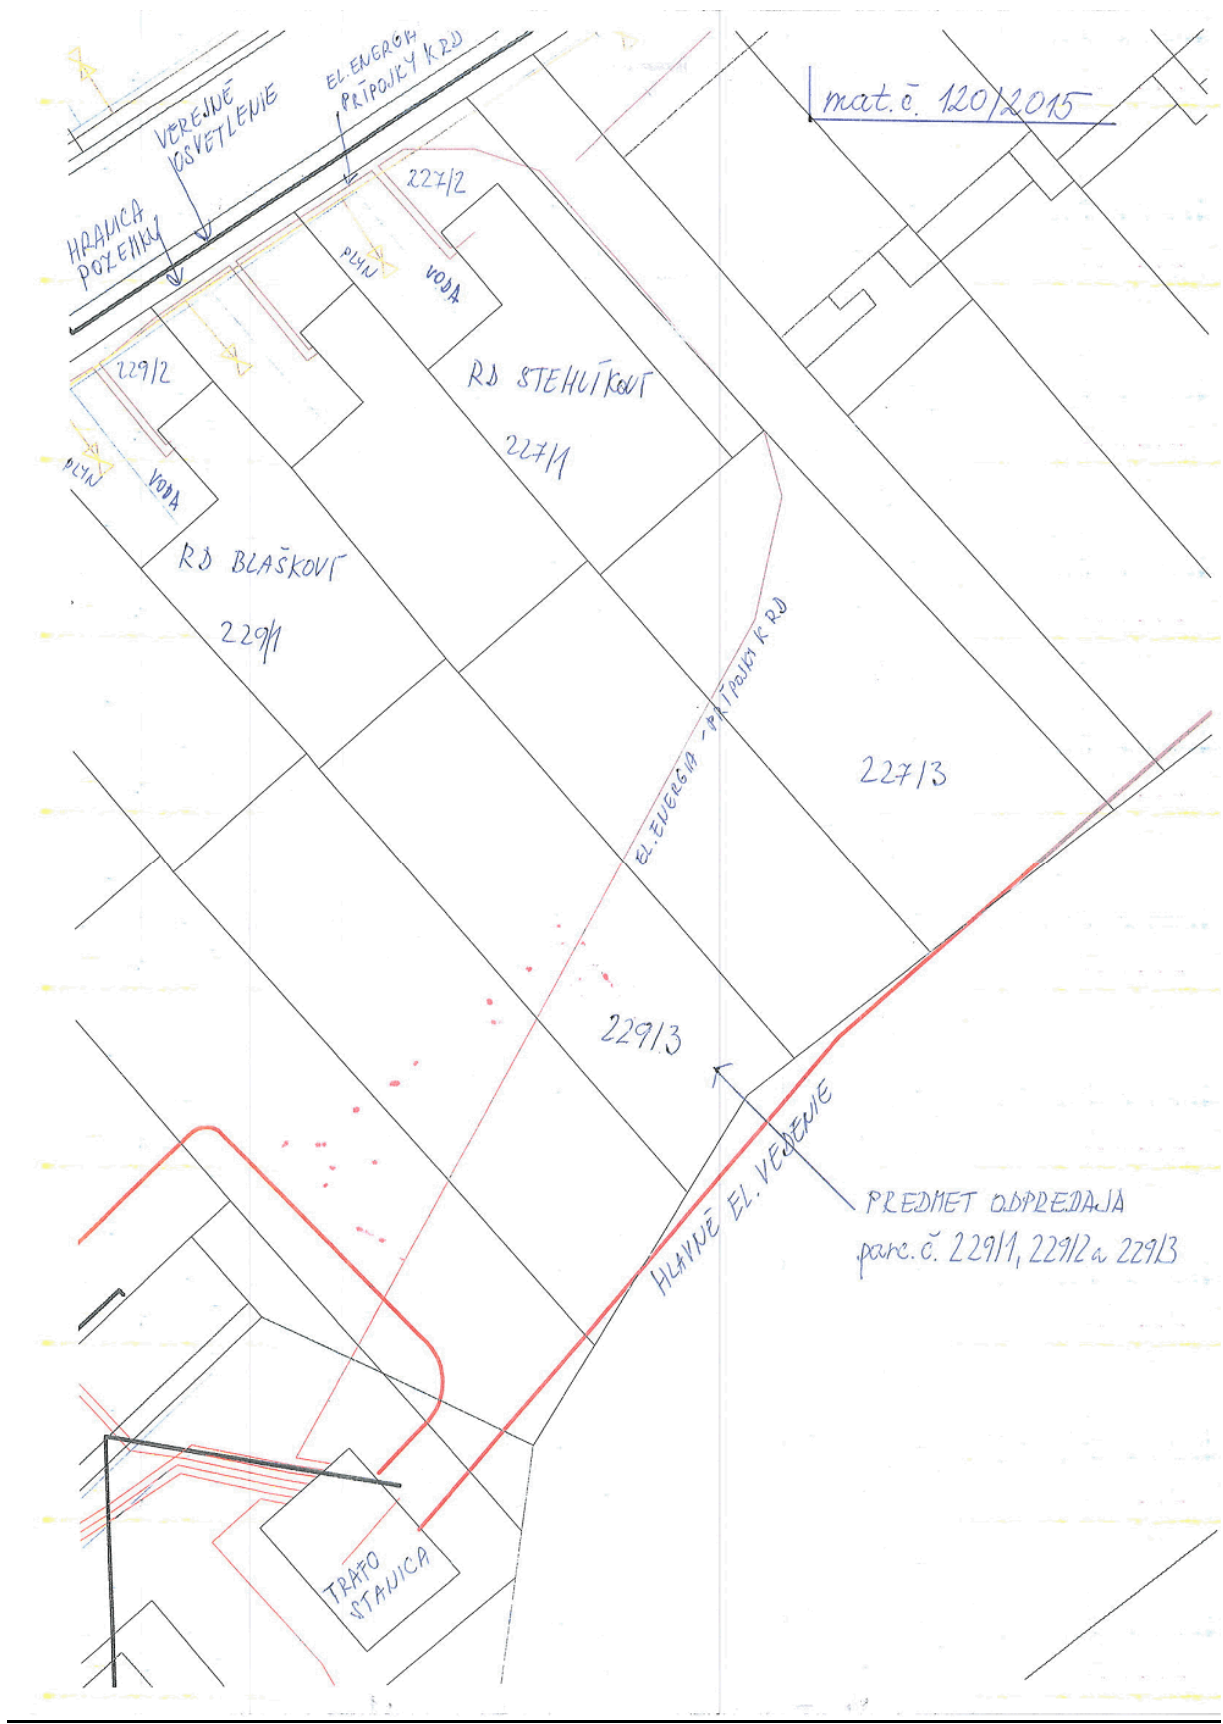 mat. č. 120/2015
EL. ENERGIA
PRÍPOJKY K RD
VEREJNÉ
OSVETLENIE
HRANICA
POZEMKU
227/2
PLYN
VODA
229/2
PLYN
VODA
RD STEHLÍKOVÍ
227/1
RD BLAŠKOVÍ
229/1
EL. ENERGIA - PRÍPOJKY K RD
227/3
229/3
HLAVNÉ EL. VEDENIE
PREDMET ODPREDAJA
parc. č. 229/1, 229/2 a 229/3
TRAFO
STANICA